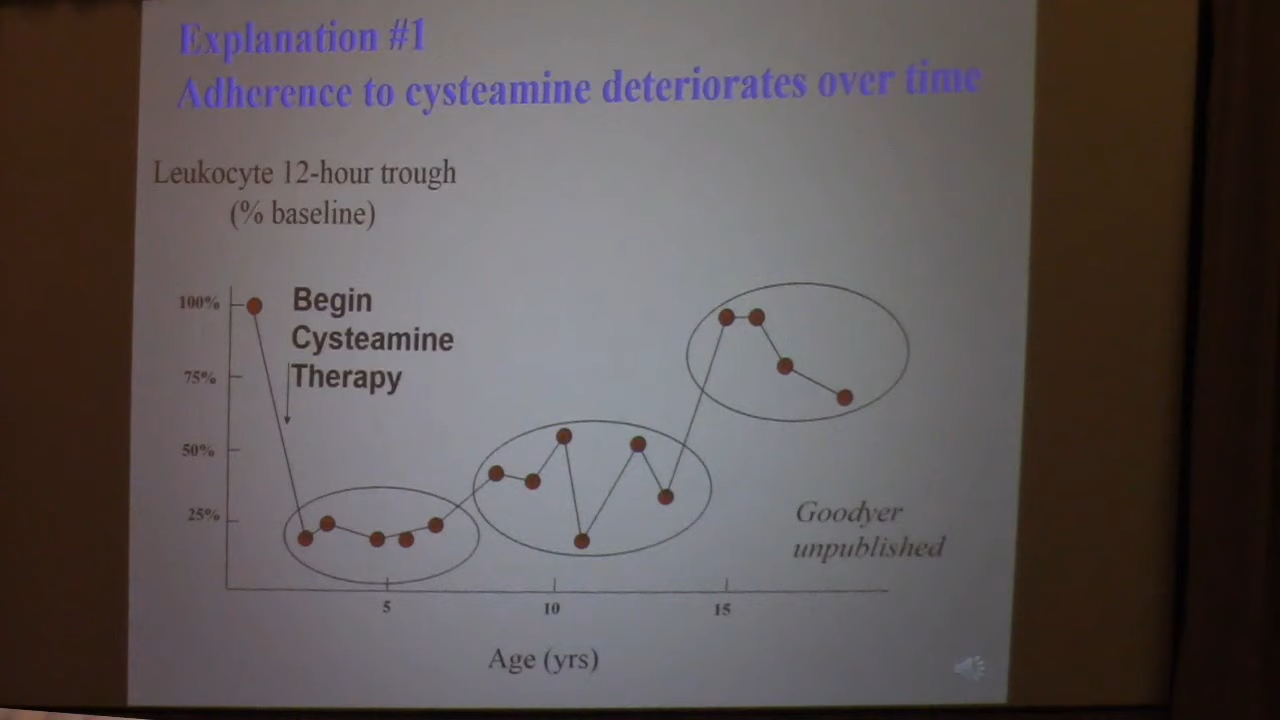 Explanation #1
Adherence to cysteamine deteriorates over time
Leukocyte 12-hour trough
(% baseline)
100%
75%
50%
25%
Begin
Cysteamine
Therapy
Goodyer
unpublished
5
10
15
Age (yrs)